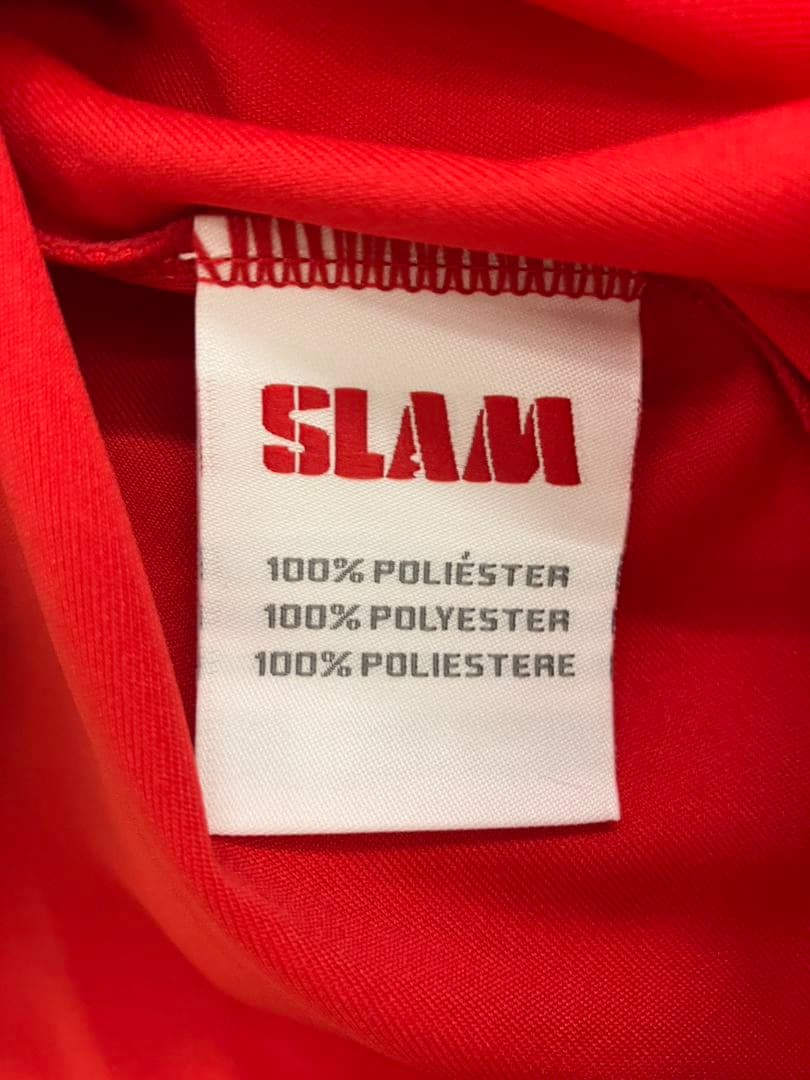 SLAM
100% POLIÉSTER
100% POLYESTER
100% POLIESTERE